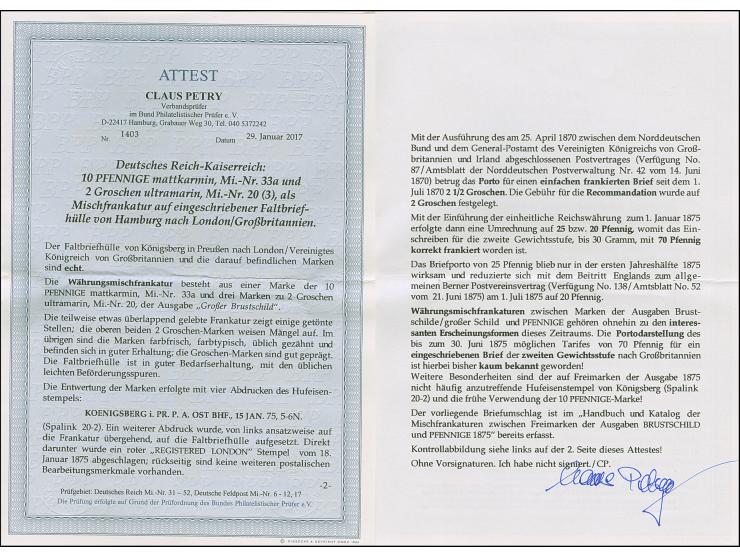 ATTEST
CLAUS PETRY
Verbandsprüfer
im Bund Philatelistischer Prüfer e. V.
D-22417 Hamburg, Grabauer Weg 30, Tel. 040 5372242
Nr. 1403 Datum 29. Januar 2017
Deutsches Reich-Kaiserreich:
10 PFENNIGE mattkarmin, Mi.-Nr. 33a und
2 Groschen ultramarin, Mi.-Nr. 20 (3), als
Mischfrankatur auf eingeschriebener Faltbrief-
hülle von Hamburg nach London/Großbritannien.
Der Faltbriefhülle von Königsberg in Preußen nach London/Vereinigtes
Königreich von Großbritannien und die darauf befindlichen Marken
sind echt.
Die Währungsmischfrankatur besteht aus einer Marke der 10
PFENNIGE mattkarmin, Mi.-Nr. 33a und drei Marken zu 2 Groschen
ultramarin, Mi.-Nr. 20, der Ausgabe „Großer Brustschild".
Die teilweise etwas überlappend gelebte Frankatur zeigt einige getönte
Stellen; die oberen beiden 2 Groschen-Marken weisen Mängel auf. Im
übrigen sind die Marken farbfrisch, farbtypisch, üblich gezähnt und
befinden sich in guter Erhaltung; die Groschen-Marken sind gut geprägt.
Die Faltbriefhülle ist in guter Bedarfserhaltung, mit den üblichen
leichten Beförderungsspuren.
Die Entwertung der Marken erfolgte mit vier Abdrucken des Hufeisen-
stempels:
KOENIGSBERG i. PR. P. A. OST BHF., 15 JAN. 75, 5-6N.
(Spalink 20-2). Ein weiterer Abdruck wurde, von links ansatzweise auf
die Frankatur übergehend, auf die Faltbriefhülle aufgesetzt. Direkt
darunter wurde ein roter „REGISTERED LONDON" Stempel vom 18.
Januar 1875 abgeschlagen; rückseitig sind keine weiteren postalischen
Bearbeitungsmerkmale vorhanden.
-2-
Prüfgebiet: Deutsches Reich Mi.-Nr. 31 – 52, Deutsche Feldpost Mi.-Nr. 6 - 12, 17
Die Prüfung erfolgte auf Grund der Prüfordnung des Bundes Philatelistischer Prüfer e.V.
Mit der Ausführung des am 25. April 1870 zwischen dem Norddeutschen
Bund und dem General-Postamt des Vereinigten Königreichs von Groß-
britannien und Irland abgeschlossenen Postvertrages (Verfügung No.
87/Amtsblatt der Norddeutschen Postverwaltung Nr. 42 vom 14. Juni
1870) betrug das Porto für einen einfachen frankierten Brief seit dem 1.
Juli 1870 2 1/2 Groschen. Die Gebühr für die Recommandation wurde auf
2 Groschen festgelegt.
Mit der Einführung der einheitliche Reichswährung zum 1. Januar 1875
erfolgte dann eine Umrechnung auf 25 bzw. 20 Pfennig, womit das Ein-
schreiben für die zweite Gewichtsstufe, bis 30 Gramm, mit 70 Pfennig
korrekt frankiert worden ist.
Das Briefporto von 25 Pfennig blieb nur in der ersten Jahreshälfte 1875
wirksam und reduzierte sich mit dem Beitritt Englands zum allge-
meinen Berner Postvereinsvertrag (Verfügung No. 138/Amtsblatt No. 52
vom 21. Juni 1875) am 1. Juli 1875 auf 20 Pfennig.
Währungsmischfrankaturen zwischen Marken der Ausgaben Brust-
schilde/großer Schild und PFENNIGE gehören ohnehin zu den interes-
santen Erscheinungsformen dieses Zeitraums. Die Portodarstellung des
bis zum 30. Juni 1875 möglichen Tarifes von 70 Pfennig für ein
eingeschriebenen Brief der zweiten Gewichtsstufe nach Großbritannien
ist hierbei bisher kaum bekannt geworden!
Weitere Besonderheiten sind der auf Freimarken der Ausgabe 1875
nicht häufig anzutreffende Hufeisenstempel von Königsberg (Spalink
20-2) und die frühe Verwendung der 10 PFENNIGE-Marke!
Der vorliegende Briefumschlag ist im „Handbuch und Katalog der
Mischfrankaturen zwischen Freimarken der Ausgaben BRUSTSCHILD
und PFENNIGE 1875" bereits erfasst.
Kontrollabbildung siehe links auf der 2. Seite dieses Attestes!
Ohne Vorsignaturen. Ich habe nicht signiert./CP.